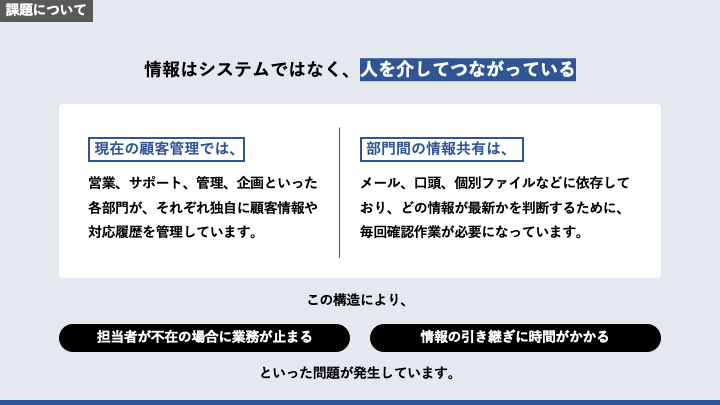 課題について
情報はシステムではなく、人を介してつながっている
現在の顧客管理では、
営業、サポート、管理、企画といった
各部門が、それぞれ独自に顧客情報や
対応履歴を管理しています。
部門間の情報共有は、
メール、口頭、個別ファイルなどに依存して
おり、どの情報が最新かを判断するために、
毎回確認作業が必要になっています。
この構造により、
担当者が不在の場合に業務が止まる
情報の引き継ぎに時間がかかる
といった問題が発生しています。